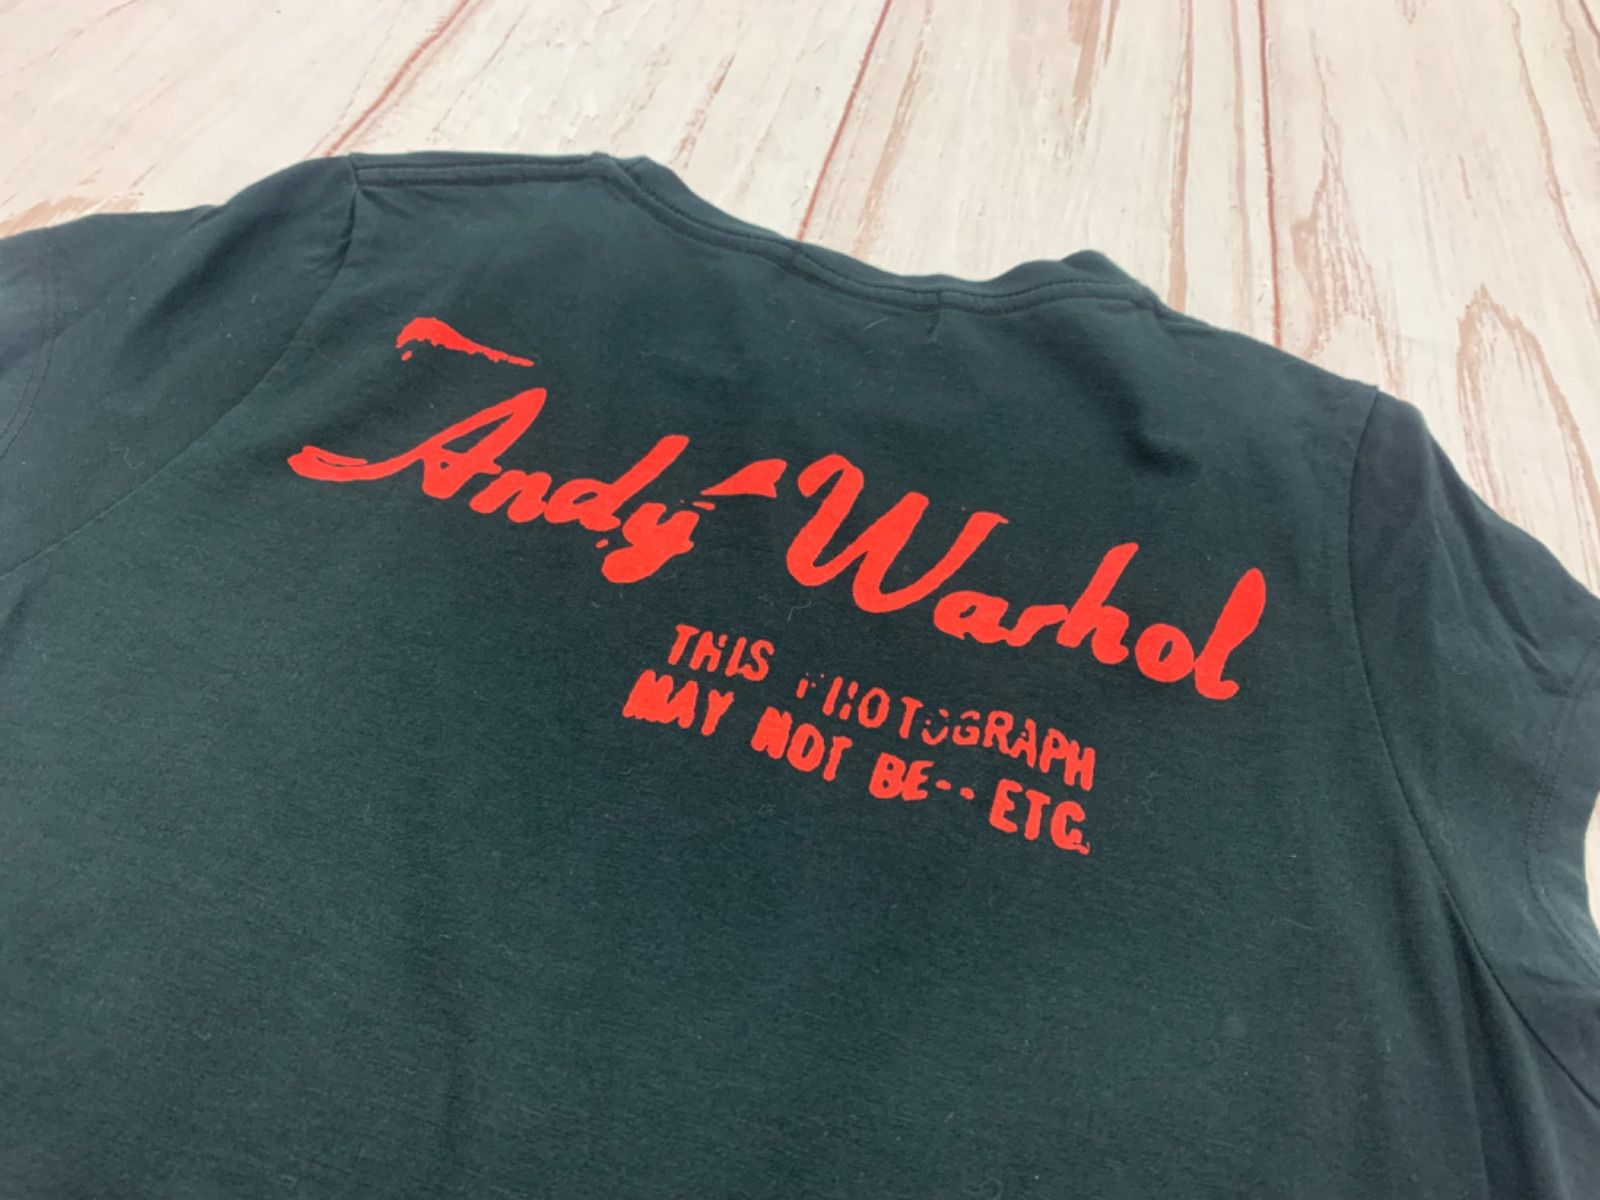 Andy Warhol
THIS PHOTOGRAPH
MAY NOT BE-- ETC.